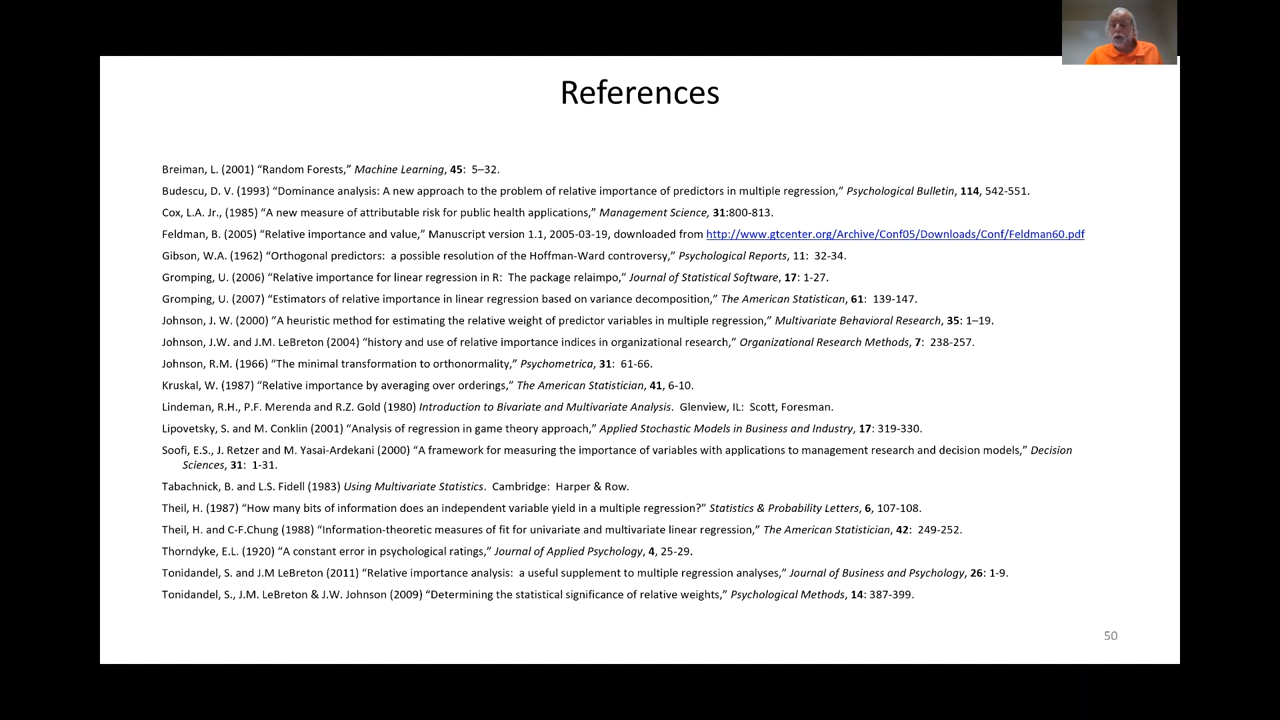 References
Breiman, L. (2001) “Random Forests,” Machine Learning, 45:  5–32.
Budescu, D. V. (1993) “Dominance analysis: A new approach to the problem of relative importance of predictors in multiple regression,” Psychological Bulletin, 114, 542-551.
Cox, L.A. Jr., (1985) “A new measure of attributable risk for public health applications,” Management Science, 31:800-813.
Feldman, B. (2005) “Relative importance and value,” Manuscript version 1.1, 2005-03-19, downloaded from http://www.gtcenter.org/Archive/Conf05/Downloads/Conf/Feldman60.pdf
Gibson, W.A. (1962) “Orthogonal predictors:  a possible resolution of the Hoffman-Ward controversy,” Psychological Reports, 11:  32-34.
Gromping, U. (2006) “Relative importance for linear regression in R:  The package relaimpo,” Journal of Statistical Software, 17: 1-27.
Gromping, U. (2007) “Estimators of relative importance in linear regression based on variance decomposition,” The American Statistican, 61:  139-147.
Johnson, J. W. (2000) ”A heuristic method for estimating the relative weight of predictor variables in multiple regression,” Multivariate Behavioral Research, 35: 1–19.
Johnson, J.W. and J.M. LeBreton (2004) “history and use of relative importance indices in organizational research,” Organizational Research Methods, 7:  238-257.
Johnson, R.M. (1966) “The minimal transformation to orthonormality,” Psychometrica, 31:  61-66.
Kruskal, W. (1987) “Relative importance by averaging over orderings,” The American Statistician, 41, 6-10.
Lindeman, R.H., P.F. Merenda and R.Z. Gold (1980) Introduction to Bivariate and Multivariate Analysis.  Glenview, IL:  Scott, Foresman.
Lipovetsky, S. and M. Conklin (2001) “Analysis of regression in game theory approach,” Applied Stochastic Models in Business and Industry, 17: 319-330.
Soofi, E.S., J. Retzer and M. Yasai-Ardekani (2000) “A framework for measuring the importance of variables with applications to management research and decision models,” Decision
Sciences, 31:  1-31.
Tabachnick, B. and L.S. Fidell (1983) Using Multivariate Statistics.  Cambridge:  Harper & Row.
Theil, H. (1987) “How many bits of information does an independent variable yield in a multiple regression?” Statistics & Probability Letters, 6, 107-108.
Theil, H. and C-F.Chung (1988) “Information-theoretic measures of fit for univariate and multivariate linear regression,” The American Statistician, 42:  249-252.
Thorndyke, E.L. (1920) “A constant error in psychological ratings,” Journal of Applied Psychology, 4, 25-29.
Tonidandel, S. and J.M LeBreton (2011) “Relative importance analysis:  a useful supplement to multiple regression analyses,” Journal of Business and Psychology, 26: 1-9.
Tonidandel, S., J.M. LeBreton & J.W. Johnson (2009) “Determining the statistical significance of relative weights,” Psychological Methods, 14: 387-399.
50